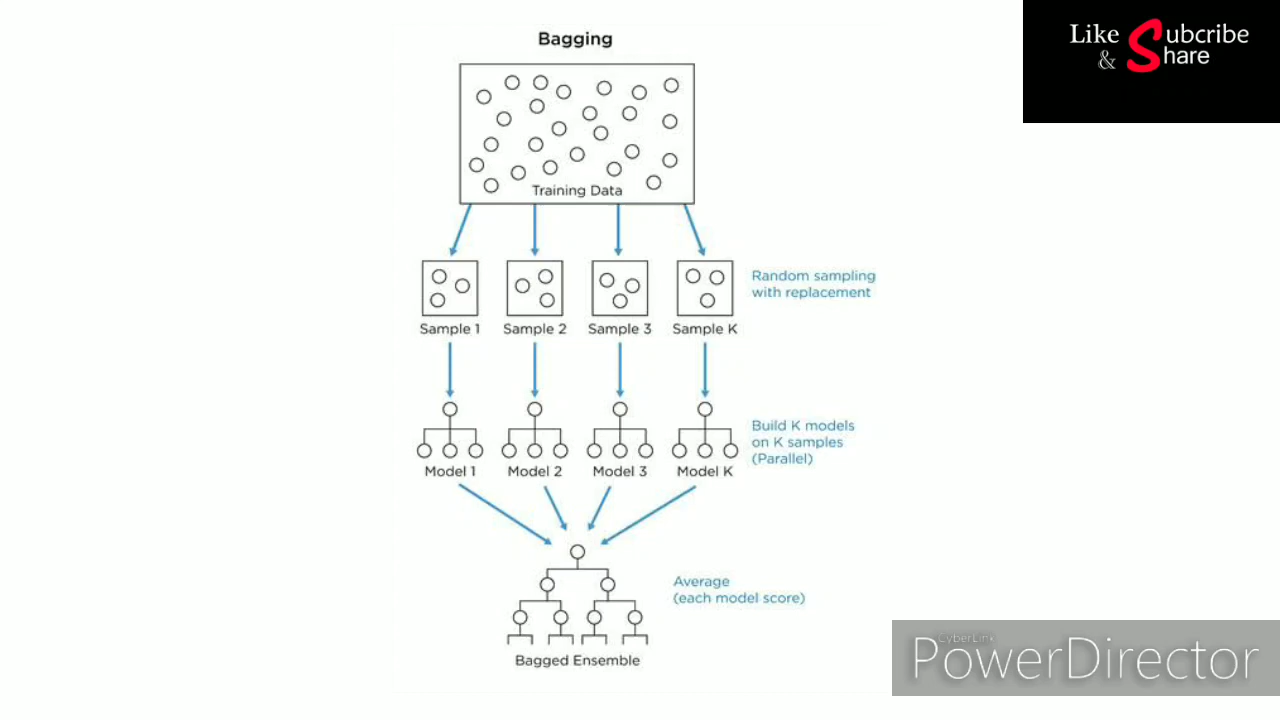 Bagging
Like Subcribe
& Share
Training Data
Random sampling
with replacement
Sample 1
Sample 2
Sample 3
Sample K
Build K models
on K samples
(Parallel)
Model 1
Model 2
Model 3
Model K
Average
(each model score)
Bagged Ensemble
CyberLink
PowerDirector